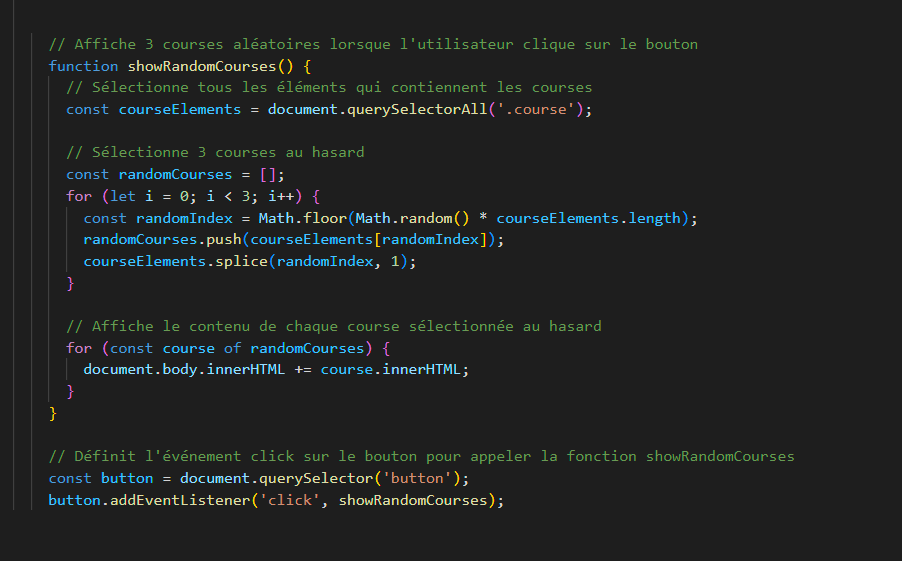 // Affiche 3 courses aléatoires lorsque l'utilisateur clique sur le bouton
function showRandomCourses() {
// Sélectionne tous les éléments qui contiennent les courses
const courseElements = document.querySelectorAll('.course');
// Sélectionne 3 courses au hasard
const randomCourses = [];
for (let i = 0; i < 3; i++) {
const randomIndex = Math.floor(Math.random() * courseElements.length);
randomCourses.push(courseElements[randomIndex]);
courseElements.splice(randomIndex, 1);
}
// Affiche le contenu de chaque course sélectionnée au hasard
for (const course of randomCourses) {
document.body.innerHTML += course.innerHTML;
}
}
// Définit l'événement click sur le bouton pour appeler la fonction showRandomCourses
const button = document.querySelector('button');
button.addEventListener('click', showRandomCourses);